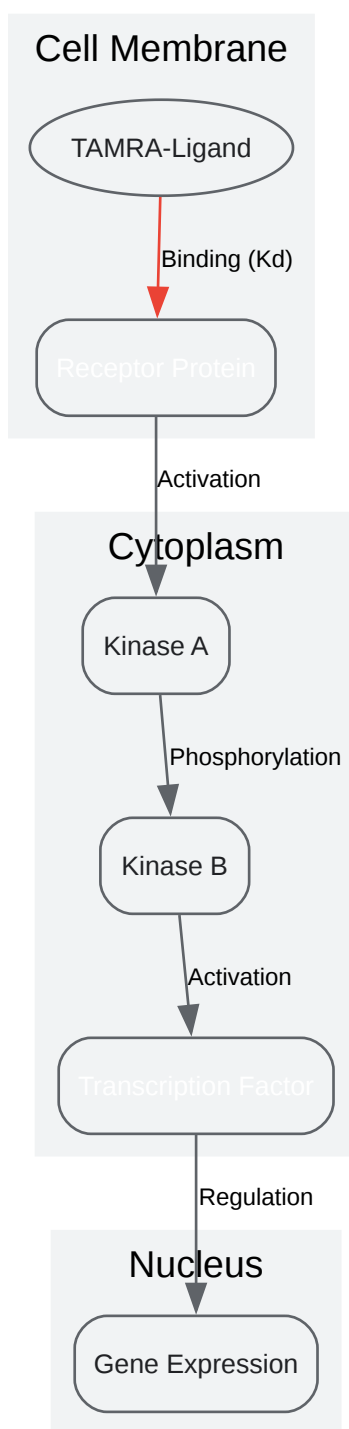 Cell Membrane
TAMRA-Ligand
Binding (Kd)
Receptor Protein
Activation
Cytoplasm
Kinase A
Phosphorylation
Kinase B
Activation
Transcription Factor
Regulation
Nucleus
Gene Expression